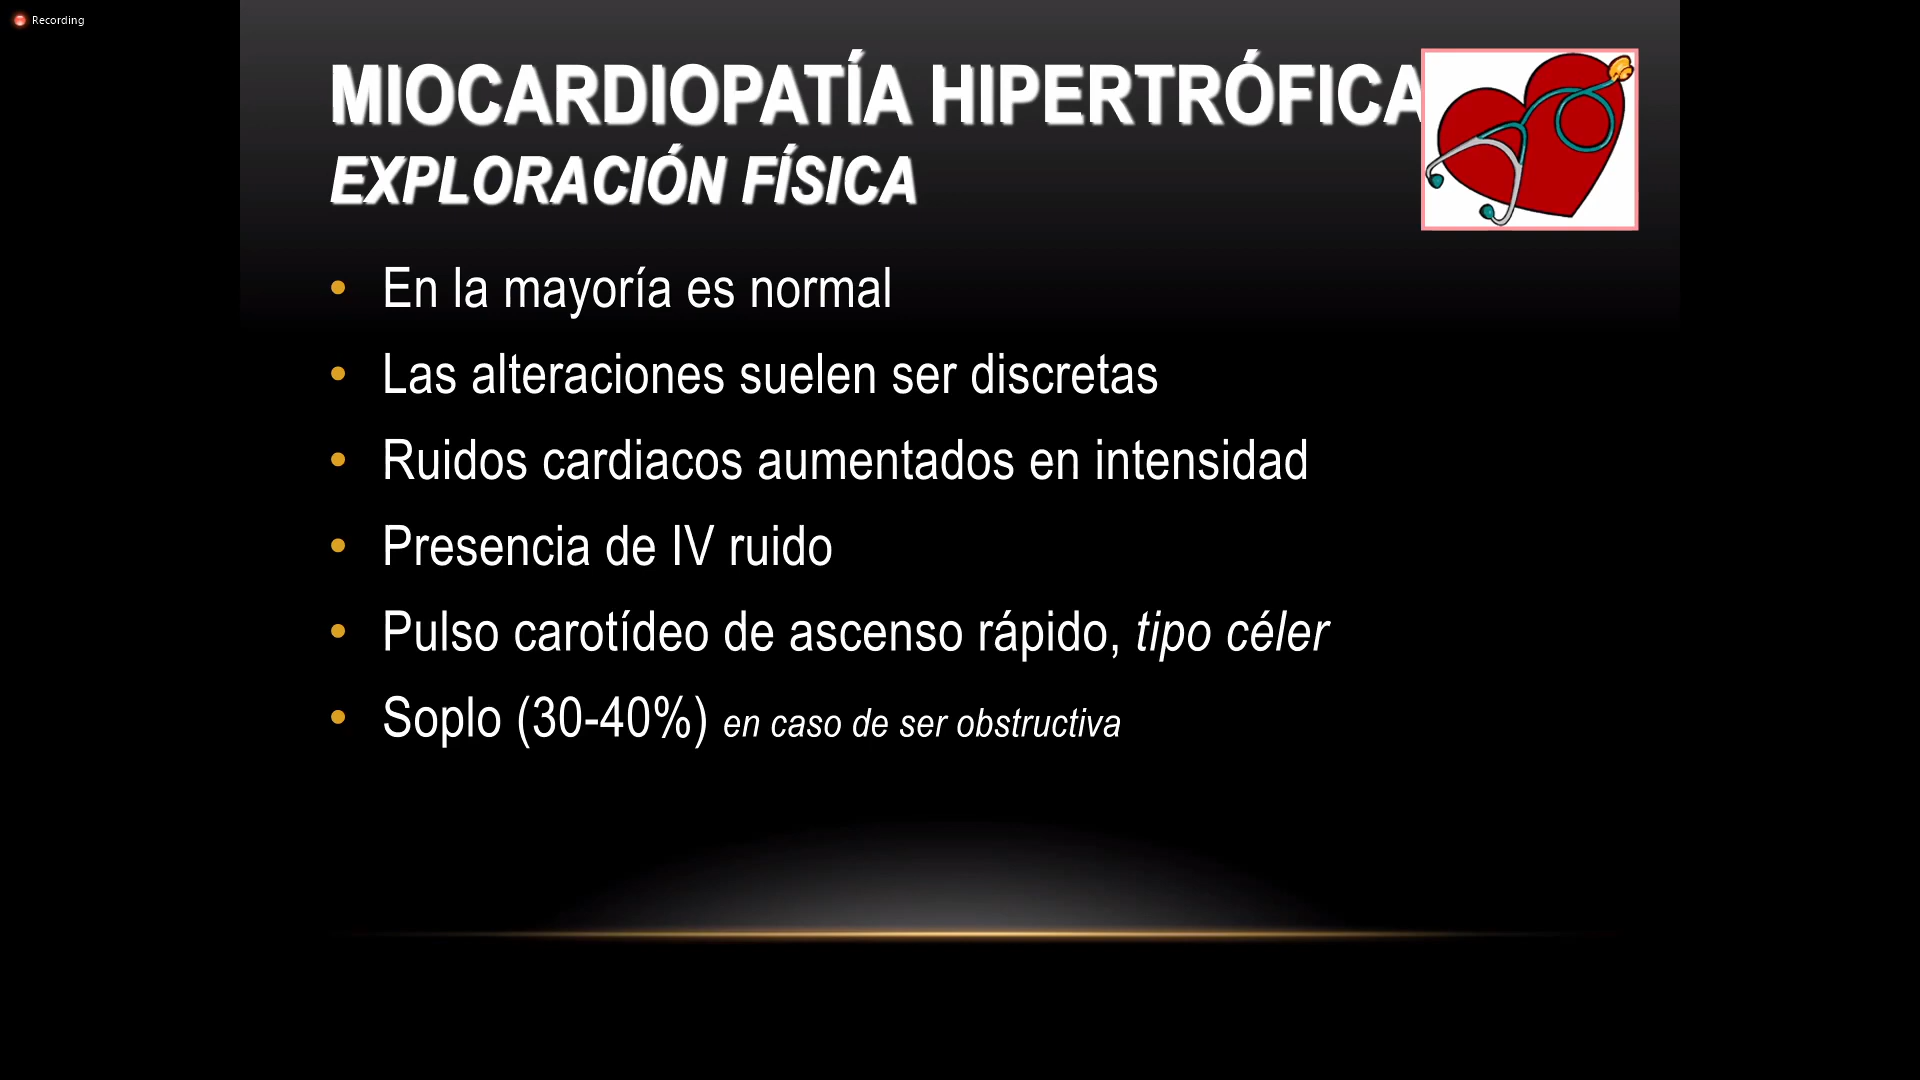 Recording
MIOCARDIOPATÍA HIPERTRÓFICA
EXPLORACIÓN FÍSICA
• En la mayoría es normal
• Las alteraciones suelen ser discretas
• Ruidos cardiacos aumentados en intensidad
• Presencia de IV ruido
• Pulso carotídeo de ascenso rápido, tipo céler
• Soplo (30-40%) en caso de ser obstructiva